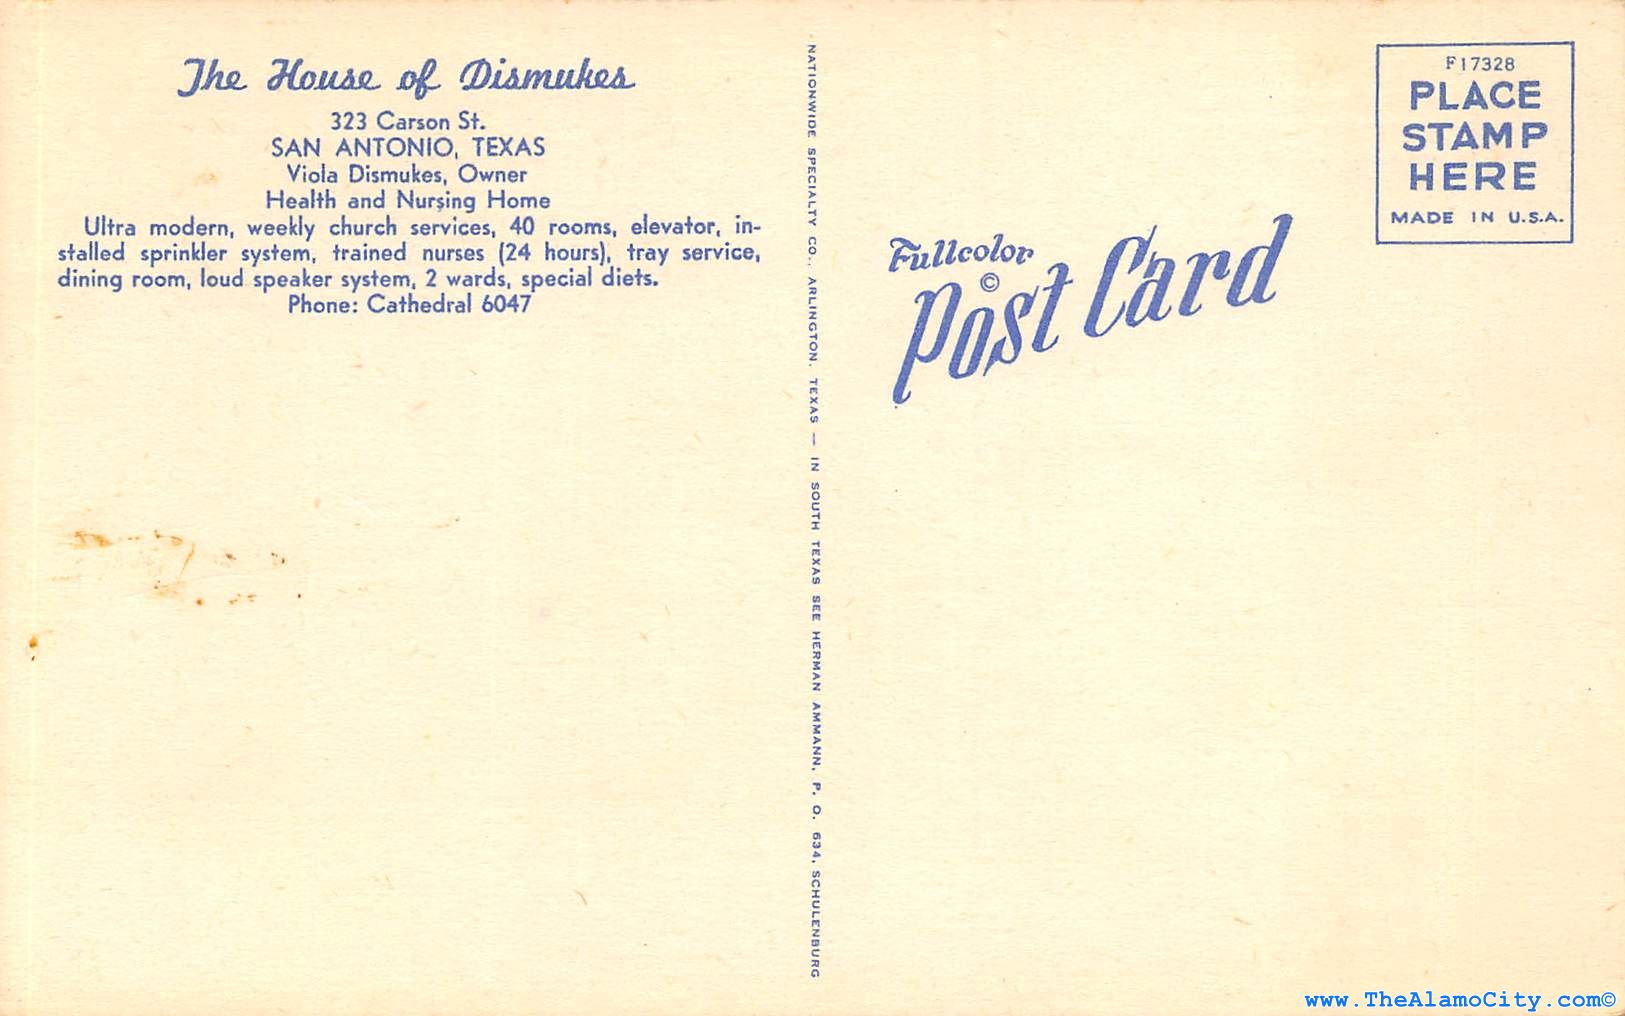 The House of Dismukes
323 Carson St.
SAN ANTONIO, TEXAS
Viola Dismukes, Owner
Health and Nursing Home
Ultra modern, weekly church services, 40 rooms, elevator, in-
stalled sprinkler system, trained nurses (24 hours), tray service,
dining room, loud speaker system, 2 wards, special diets.
Phone: Cathedral 6047
NATIONWIDE SPECIALTY CO., ARLINGTON, TEXAS — IN SOUTH TEXAS SEE HERMAN AMMANN, P. O. 634, SCHULENBURG
F17328
PLACE
STAMP
HERE
MADE IN U.S.A.
Fullcolor
©
Post Card
www.TheAlamoCity.com©